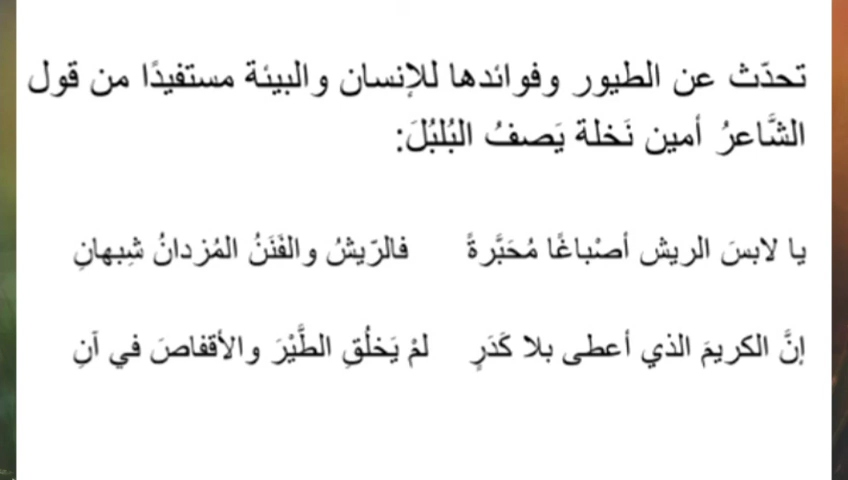 تحدّث عن الطيور وفوائدها للإنسان والبيئة مستفيدًا من قول
الشَّاعرُ أمين نَخلة يَصفُ البُلبُلَ:
يا لابسَ الريش أصْباغًا مُحَبَّرةً فالرّيشُ والفَنَنُ المُزدانُ شِبهانِ
إنَّ الكريمَ الذي أعطى بلا كَدَرٍ لمْ يَخلُقِ الطَّيْرَ والأقفاصَ في آنِ